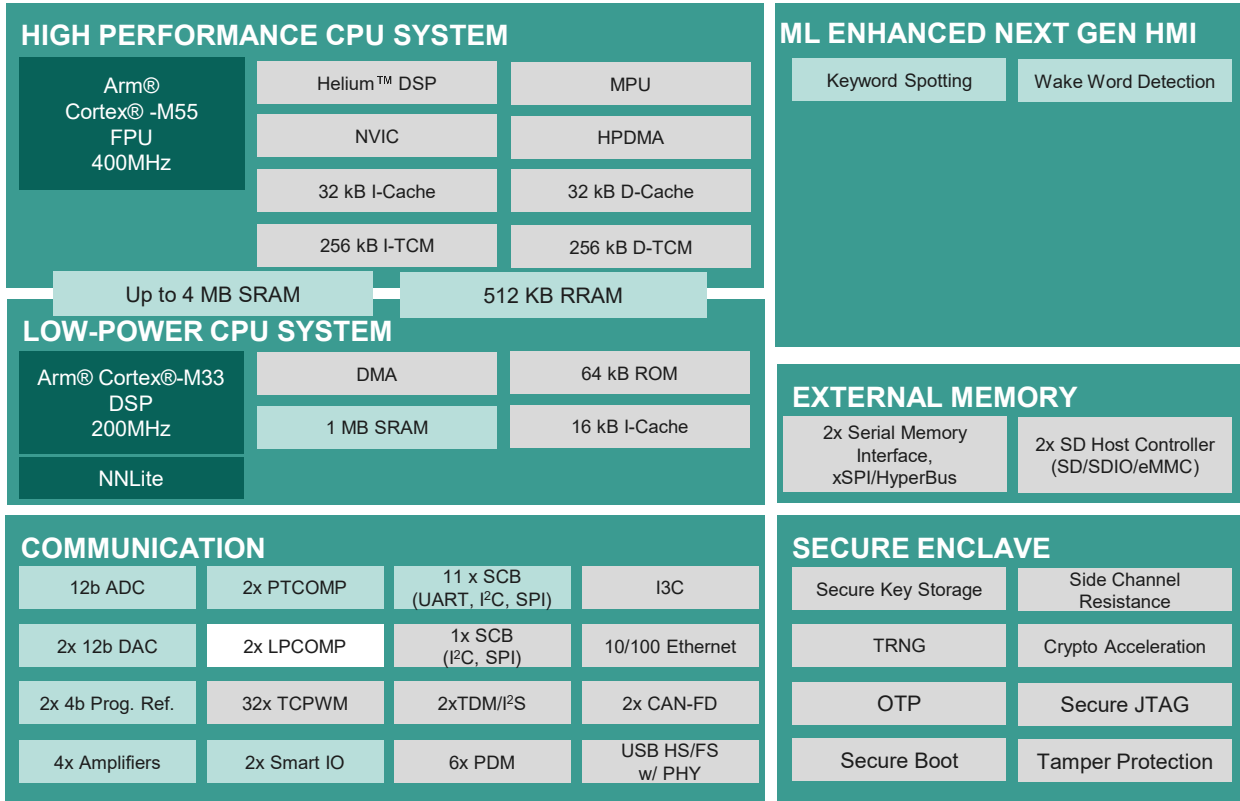 HIGH PERFORMANCE CPU SYSTEM
Arm®
Cortex® -M55
FPU
400MHz
Helium™ DSP
MPU
NVIC
HPDMA
32 kB I-Cache
32 kB D-Cache
256 kB I-TCM
256 kB D-TCM
Up to 4 MB SRAM
512 KB RRAM
LOW-POWER CPU SYSTEM
Arm® Cortex®-M33
DSP
200MHz
NNLite
DMA
64 kB ROM
1 MB SRAM
16 kB I-Cache
COMMUNICATION
12b ADC
2x PTCOMP
11 x SCB
(UART, I²C, SPI)
I3C
2x 12b DAC
2x LPCOMP
1x SCB
(I²C, SPI)
10/100 Ethernet
2x 4b Prog. Ref.
32x TCPWM
2xTDM/I²S
2x CAN-FD
4x Amplifiers
2x Smart IO
6x PDM
USB HS/FS
w/ PHY
ML ENHANCED NEXT GEN HMI
Keyword Spotting
Wake Word Detection
EXTERNAL MEMORY
2x Serial Memory
Interface,
xSPI/HyperBus
2x SD Host Controller
(SD/SDIO/eMMC)
SECURE ENCLAVE
Secure Key Storage
Side Channel
Resistance
TRNG
Crypto Acceleration
OTP
Secure JTAG
Secure Boot
Tamper Protection